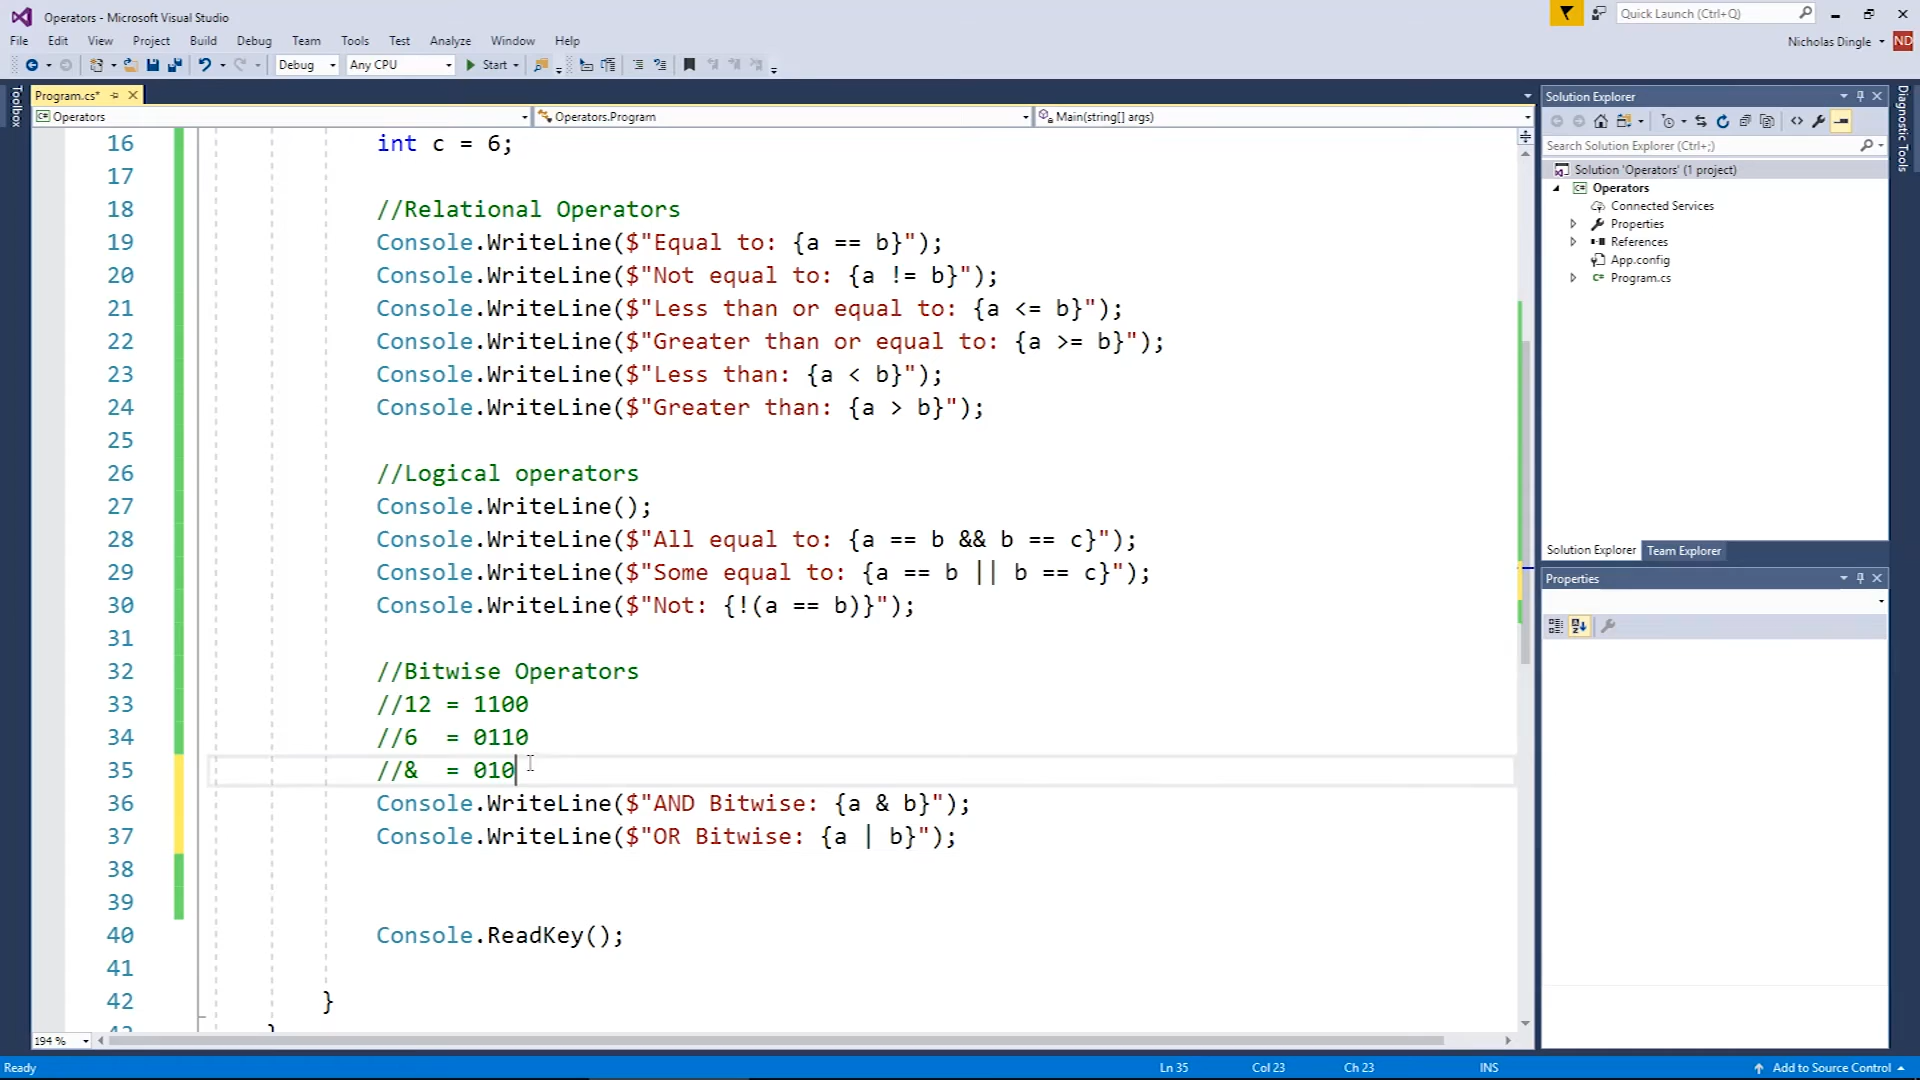 Operators - Microsoft Visual Studio
Quick Launch (Ctrl+Q)
File Edit View Project Build Debug Team Tools Test Analyze Window Help
Nicholas Dingle ND
Debug Any CPU Start
Toolbox
Program.cs*
Operators Operators.Program Main(string[] args)
16 int c = 6;
17
18 //Relational Operators
19 Console.WriteLine($"Equal to: {a == b}");
20 Console.WriteLine($"Not equal to: {a != b}");
21 Console.WriteLine($"Less than or equal to: {a <= b}");
22 Console.WriteLine($"Greater than or equal to: {a >= b}");
23 Console.WriteLine($"Less than: {a < b}");
24 Console.WriteLine($"Greater than: {a > b}");
25
26 //Logical operators
27 Console.WriteLine();
28 Console.WriteLine($"All equal to: {a == b && b == c}");
29 Console.WriteLine($"Some equal to: {a == b || b == c}");
30 Console.WriteLine($"Not: {!(a == b)}");
31
32 //Bitwise Operators
33 //12 = 1100
34 //6  = 0110
35 //&  = 010
36 Console.WriteLine($"AND Bitwise: {a & b}");
37 Console.WriteLine($"OR Bitwise: {a | b}");
38
39
40 Console.ReadKey();
41
42 }
}
194 %
Solution Explorer
Search Solution Explorer (Ctrl+;)
Solution 'Operators' (1 project)
C# Operators
Connected Services
Properties
References
App.config
C# Program.cs
Solution Explorer Team Explorer
Properties
Diagnostic Tools
Ready Ln 35 Col 23 Ch 23 INS Add to Source Control